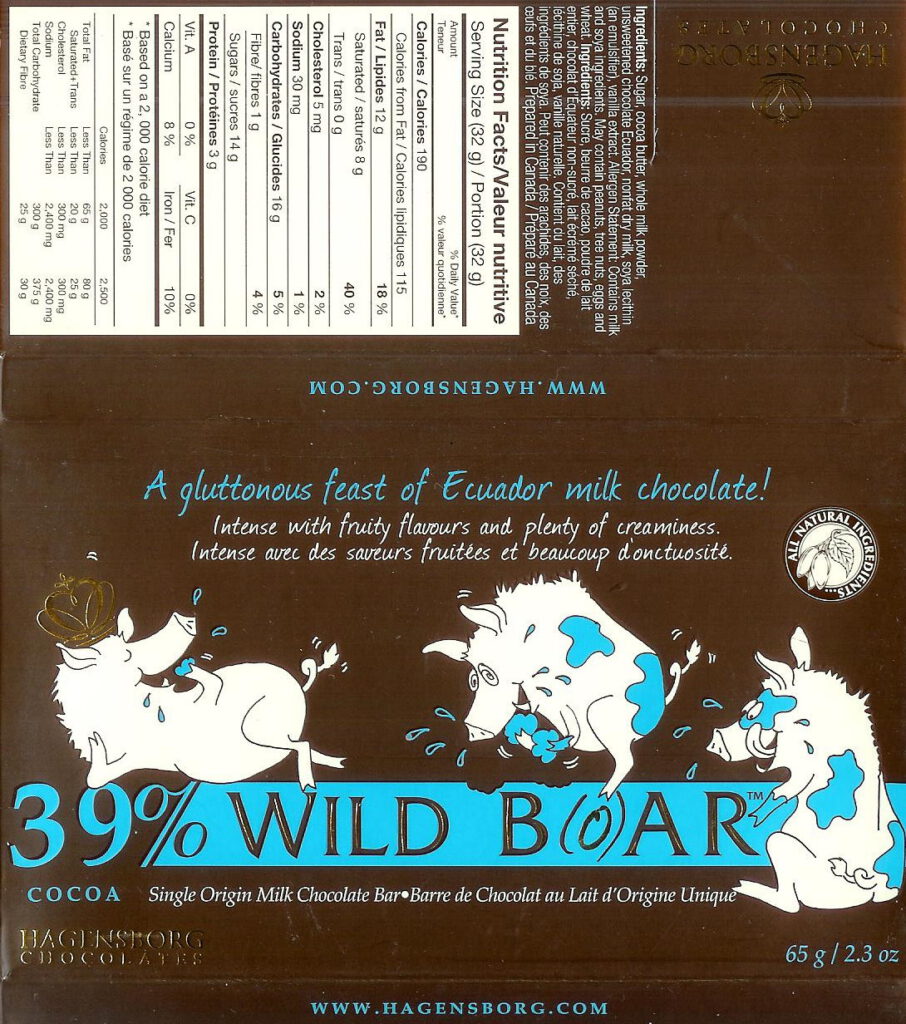 HAGENSBORG
CHOCOLATES
Ingredients: Sugar, cocoa butter, whole milk powder,
unsweetened chocolate Ecuador, nonfat dry milk, soya lecithin
(an emulsifier), vanilla extract. Allergen Statement: Contains milk
and soya ingredients. May contain peanuts, tree nuts, eggs and
wheat. Ingredients: Sucre, beurre de cacao, poudre de lait
entier, chocolat d'Ecuador non-sucré, lait écrémé séché,
lécithine de soya, vanille naturelle. Contient du lait, des
ingrédients de soya. Peut contenir des arachides, des noix, des
œufs et du blé. Prepared in Canada / Préparé au Canada
Nutrition Facts/Valeur nutritive
Serving Size (32 g) / Portion (32 g)
Amount % Daily Value*
Teneur % valeur quotidienne*
Calories / Calories 190
Calories from Fat / Calories lipidiques 115
Fat / Lipides 12 g 18 %
Saturated / saturés 8 g 40 %
Trans / trans 0 g
Cholesterol 5 mg 2 %
Sodium 30 mg 1 %
Carbohydrates / Glucides 16 g 5 %
Fibre/ fibres 1 g 4 %
Sugars / sucres 14 g
Protein / Protéines 3 g
Vit. A 0 % Vit. C 0%
Calcium 8 % Iron / Fer 10%
* Based on a 2, 000 calorie diet
* Basé sur un régime de 2 000 calories
Calories 2,000 2,500
Total Fat Less Than 65 g 80 g
Saturated+Trans Less Than 20 g 25 g
Cholesterol Less Than 300 mg 300 mg
Sodium Less Than 2,400 mg 2,400 mg
Total Carbohydrate 300 g 375 g
Dietary Fibre 25 g 30 g
WWW.HAGENSBORG.COM
A gluttonous feast of Ecuador milk chocolate!
Intense with fruity flavours and plenty of creaminess.
Intense avec des saveurs fruitées et beaucoup d'onctuosité.
ALL NATURAL INGREDIENTS...
39% WILD B(O)AR™
COCOA Single Origin Milk Chocolate Bar•Barre de Chocolat au Lait d'Origine Unique
HAGENSBORG
CHOCOLATES
65 g / 2.3 oz
WWW.HAGENSBORG.COM